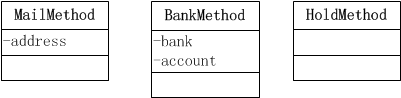 MailMethod
-address
BankMethod
-bank
-account
HoldMethod